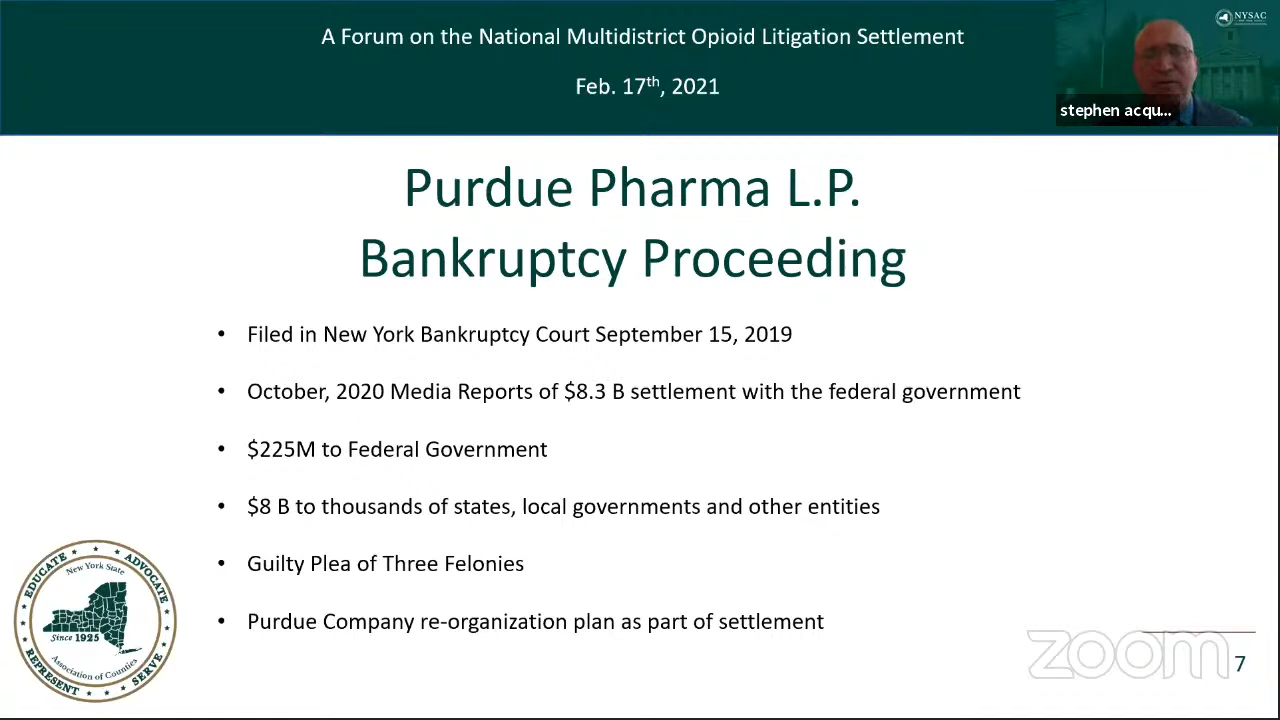 A Forum on the National Multidistrict Opioid Litigation Settlement
Feb. 17th, 2021
NYSAC
stephen acqu...
Purdue Pharma L.P.
Bankruptcy Proceeding
• Filed in New York Bankruptcy Court September 15, 2019
• October, 2020 Media Reports of $8.3 B settlement with the federal government
• $225M to Federal Government
• $8 B to thousands of states, local governments and other entities
• Guilty Plea of Three Felonies
• Purdue Company re-organization plan as part of settlement
EDUCATE ADVOCATE
New York State
Since 1925
Association of Counties
REPRESENT SERVE
zoom
7